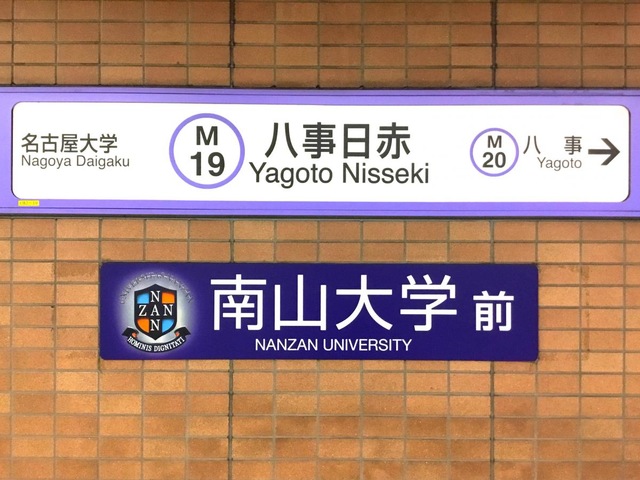 名古屋大学
Nagoya Daigaku
M
19
八事日赤
Yagoto Nisseki
M
20
八事
Yagoto
N
ZAN
N
HOMINIS DIGNITATI
南山大学前
NANZAN UNIVERSITY